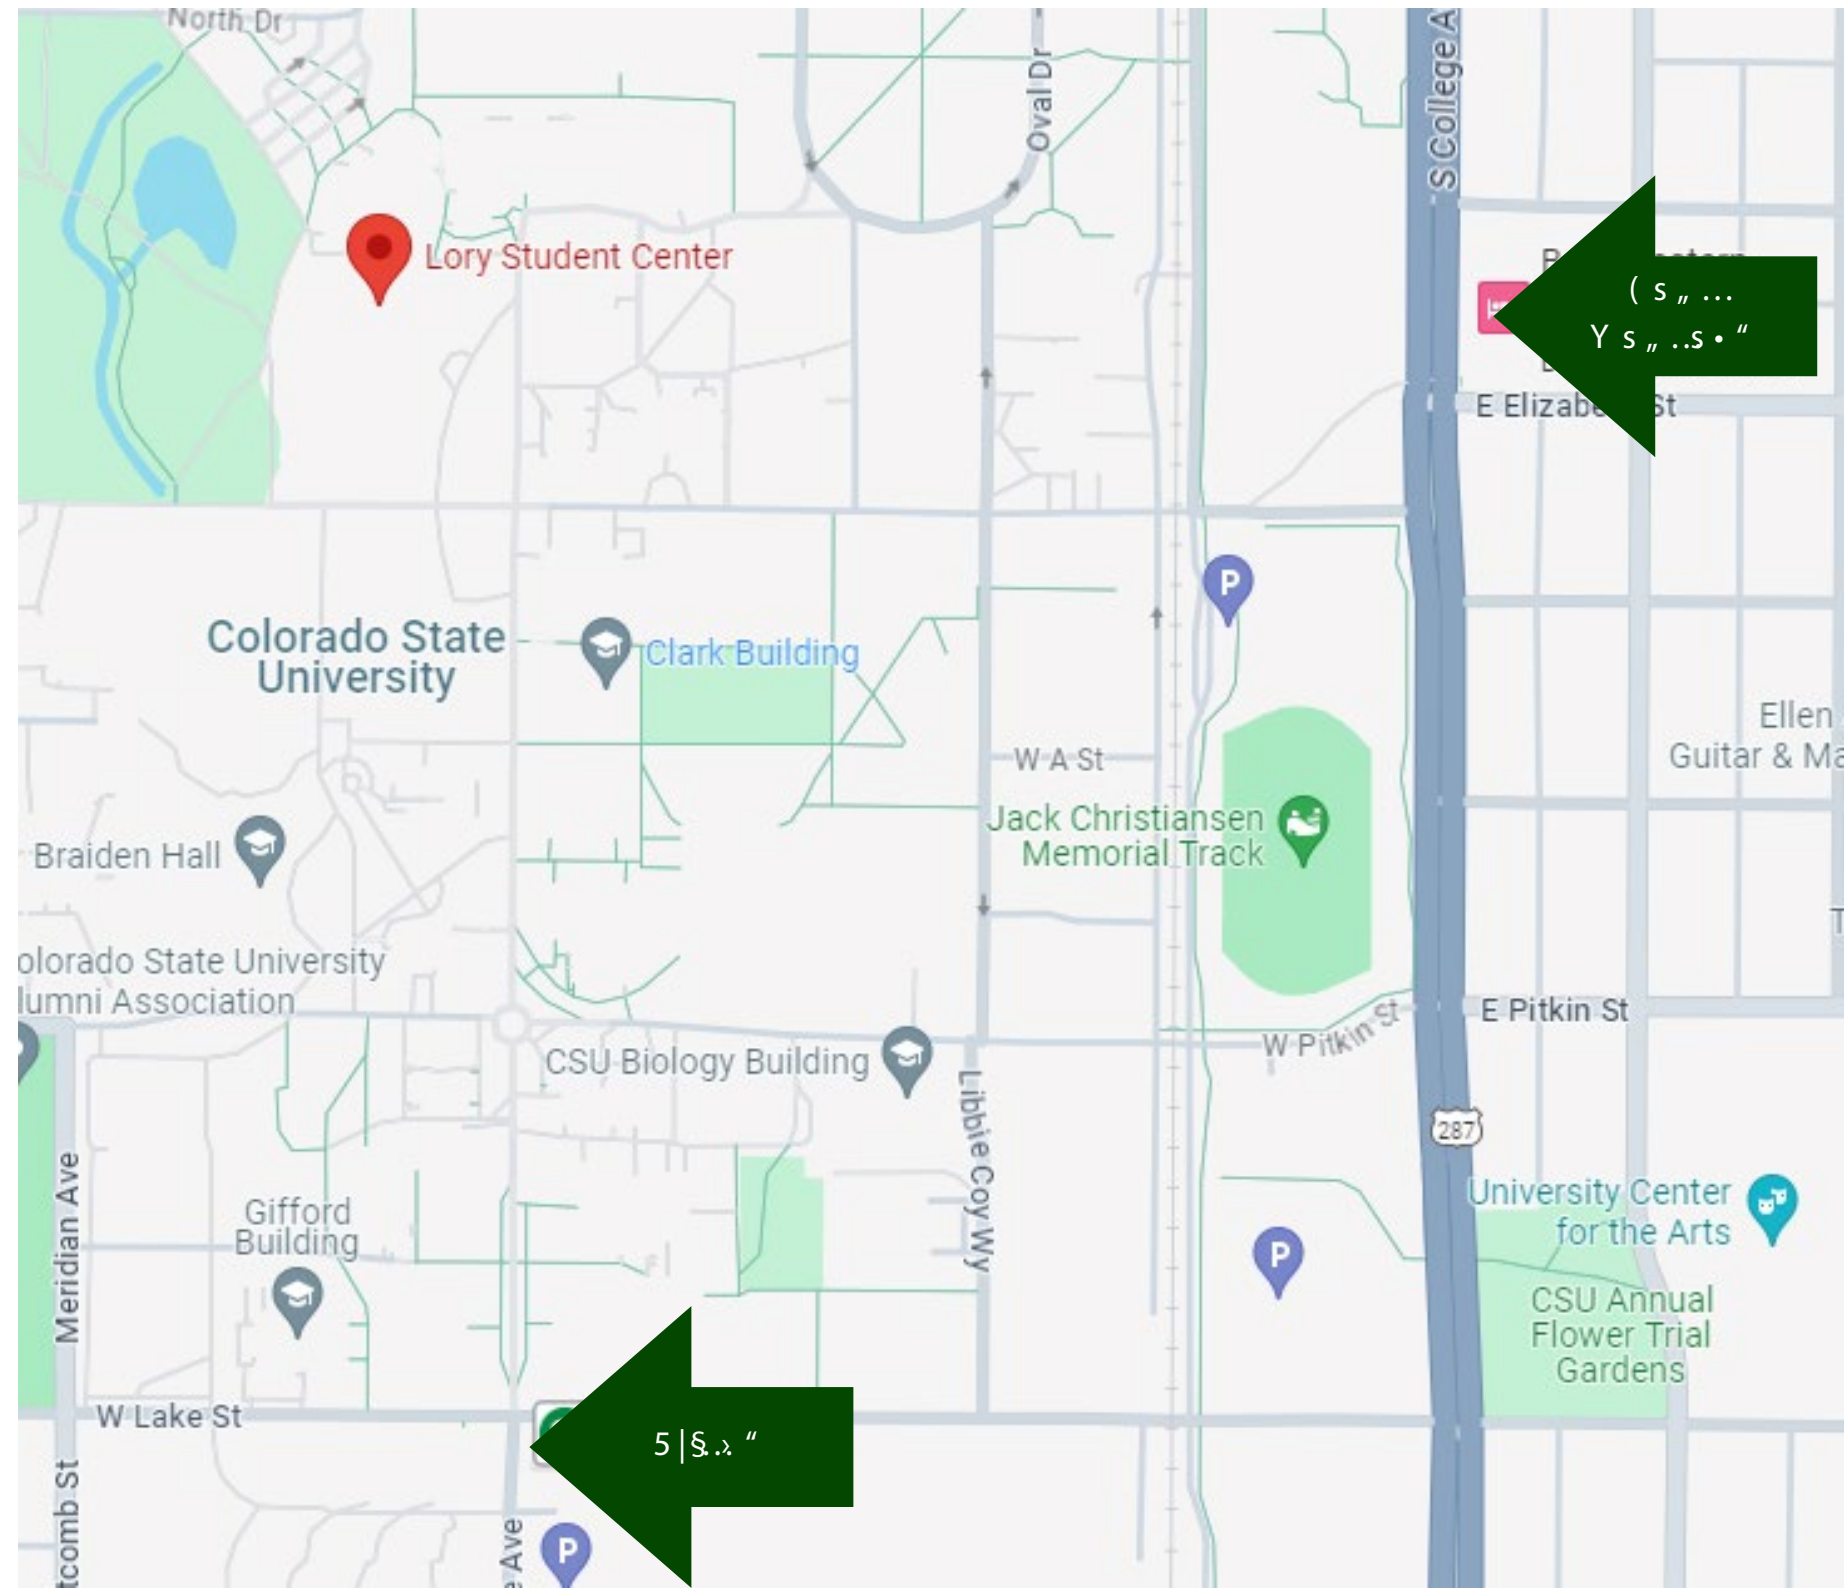 North Dr
Oval Dr
S College A
Lory Student Center
( s „ …
Y s „ ..s • “
E Elizabe
St
Colorado State
University
Clark Building
Ellen
Guitar & Ma
W A St
Jack Christiansen
Memorial Track
P
Braiden Hall
olorado State University
lumni Association
E Pitkin St
W Pitkin St
CSU Biology Building
Libbie Coy Wy
287
University Center
for the Arts
Meridian Ave
Gifford
Building
P
CSU Annual
Flower Trial
Gardens
W Lake St
5|§..›. “
tcomb St
e Ave
P